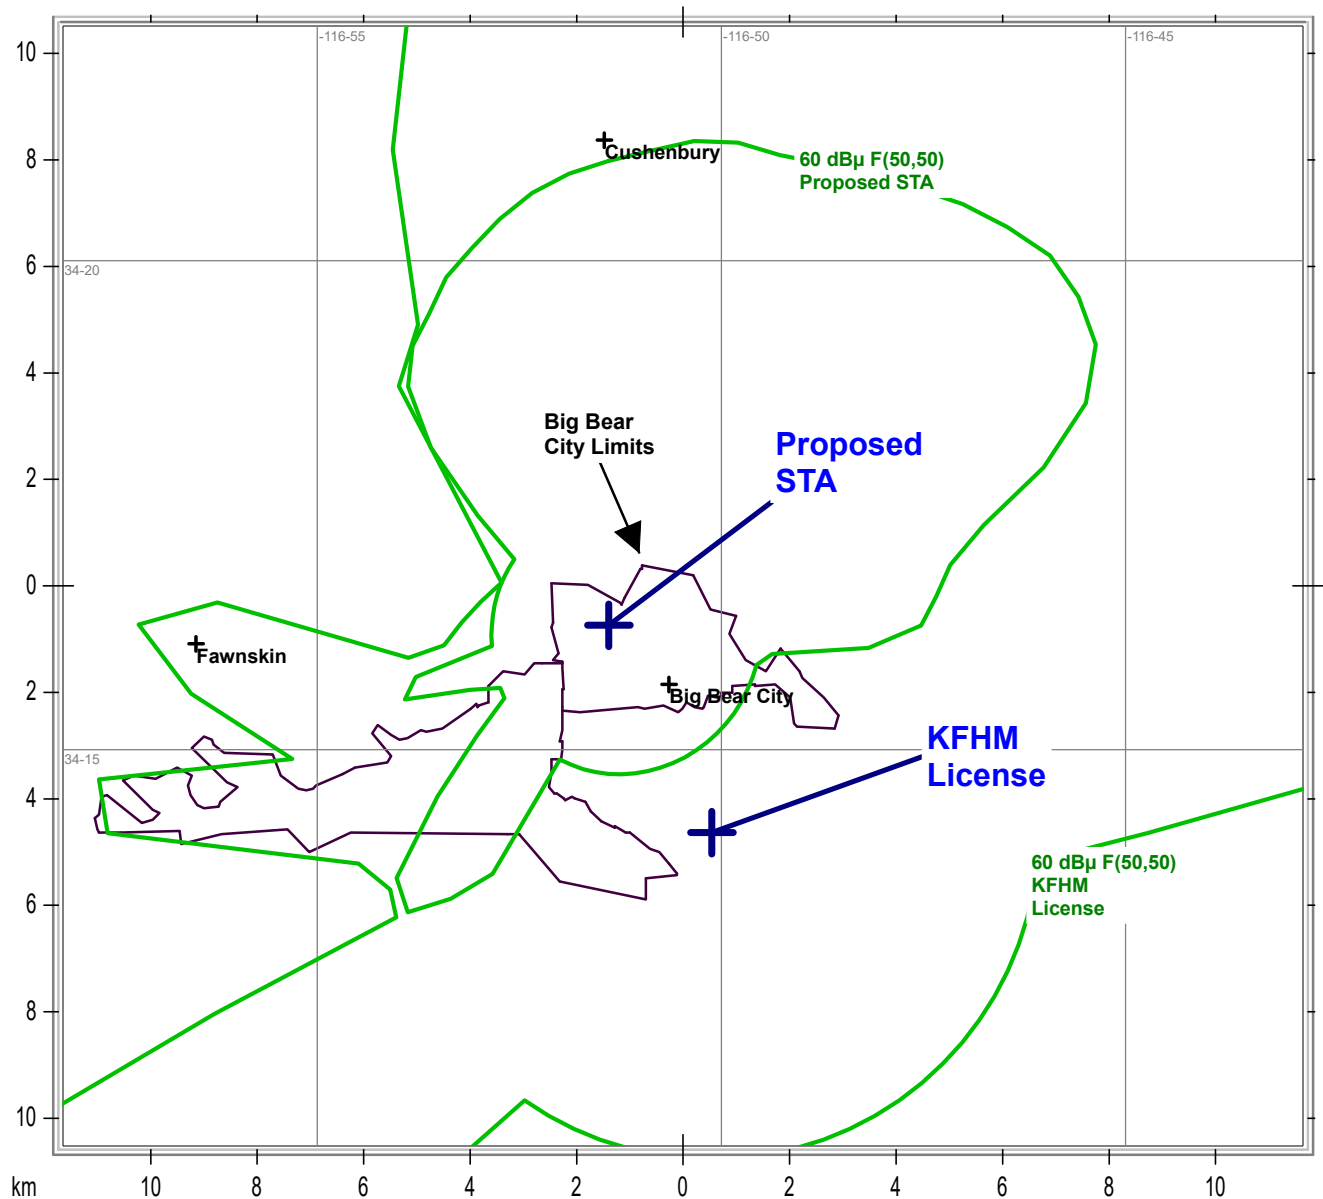 -116-55
-116-50
-116-45
10
8
6
4
2
0
2
4
6
8
10
34-20
34-15
Cushenbury
60 dBµ F(50,50)
Proposed STA
Big Bear
City Limits
Proposed
STA
Fawnskin
Big Bear City
KFHM
License
60 dBµ F(50,50)
KFHM
License
km
10 8 6 4 2 0 2 4 6 8 10